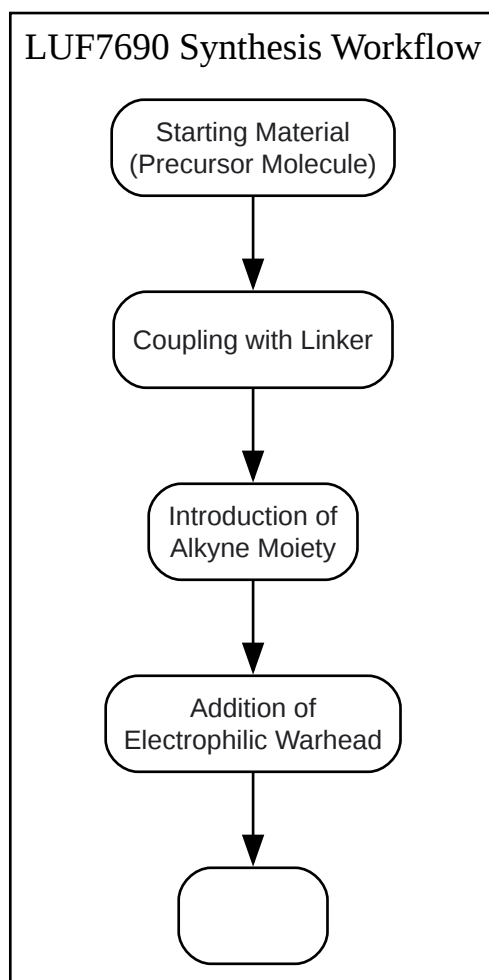 LUF7690 Synthesis Workflow
Starting Material
(Precursor Molecule)
Coupling with Linker
Introduction of
Alkyne Moiety
Addition of
Electrophilic Warhead